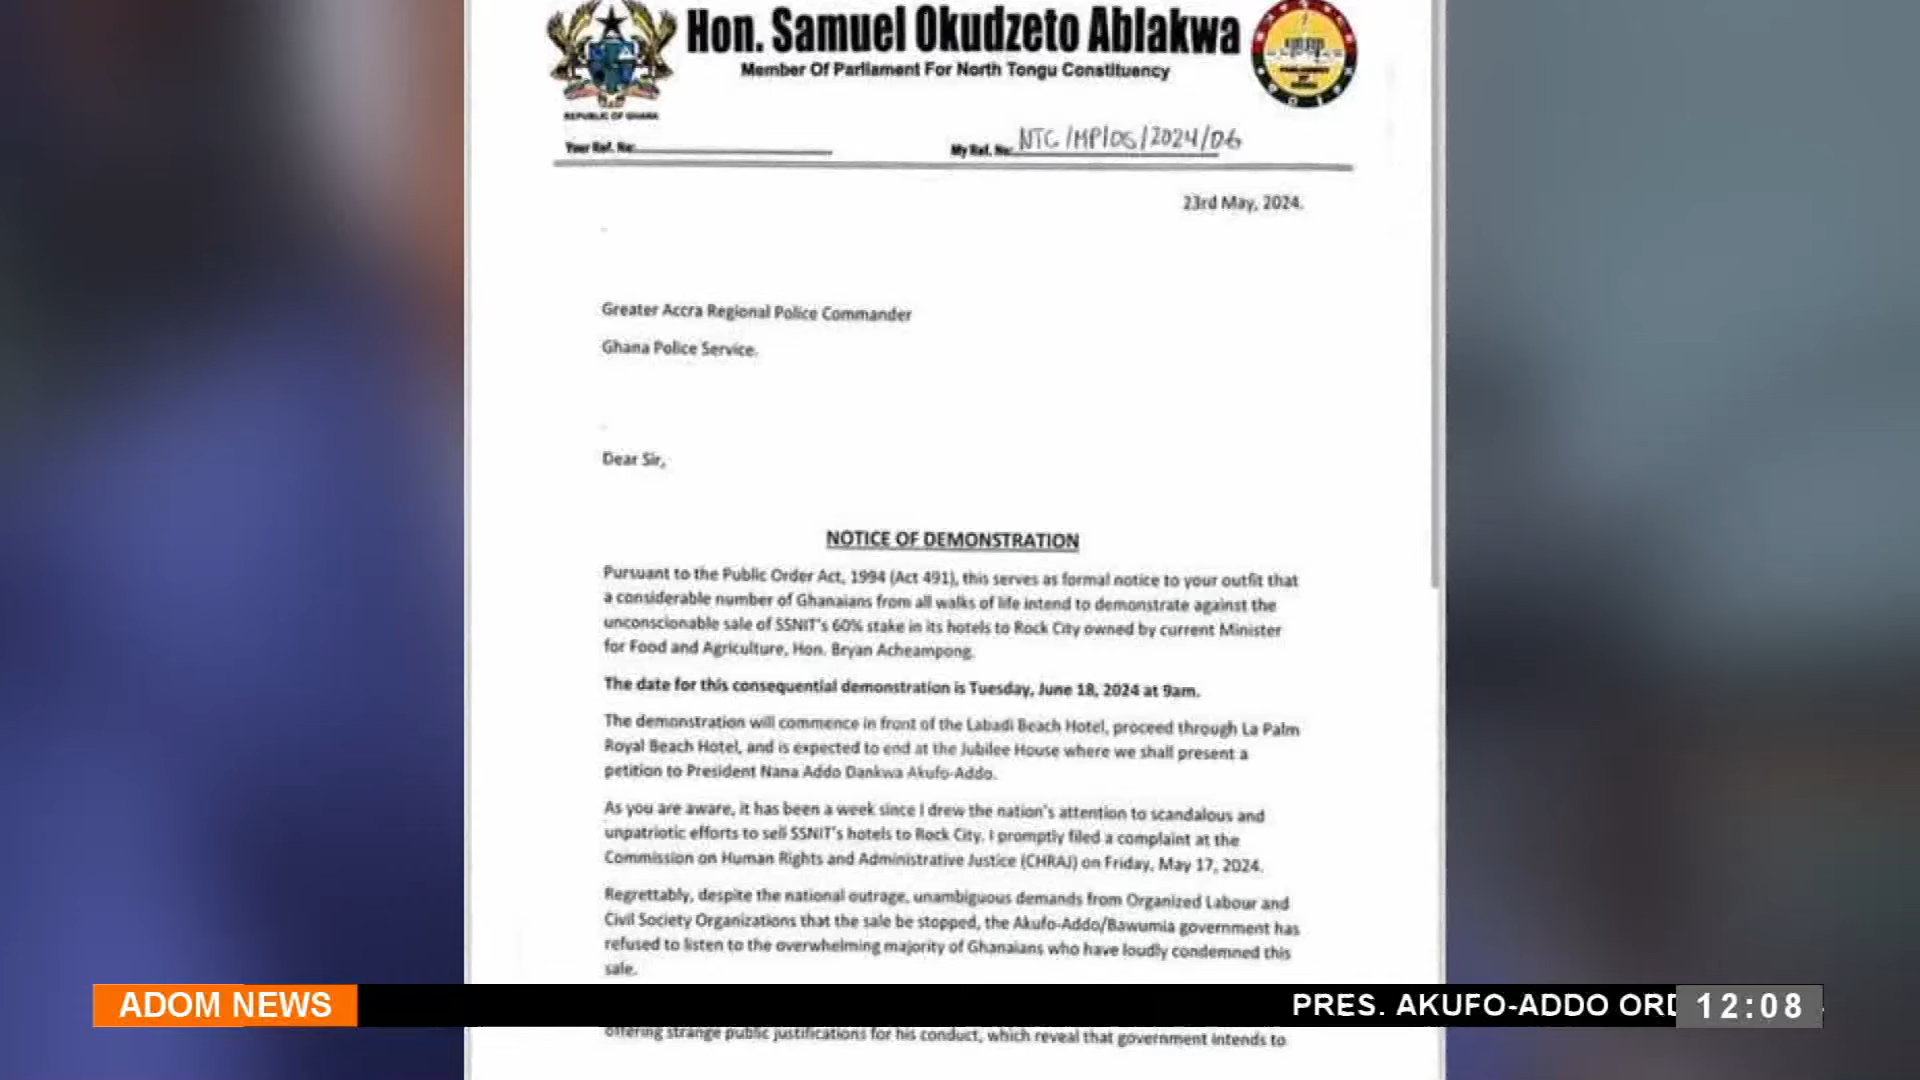 Hon. Samuel Okudzeto Ablakwa
Member Of Parliament For North Tongu Constituency
REPUBLIC OF GHANA
Your Ref. No:
My Ref. No: NTC/MP/05/2024/06
23rd May, 2024.
Greater Accra Regional Police Commander
Ghana Police Service.
Dear Sir,
NOTICE OF DEMONSTRATION
Pursuant to the Public Order Act, 1994 (Act 491), this serves as formal notice to your outfit that
a considerable number of Ghanaians from all walks of life intend to demonstrate against the
unconscionable sale of SSNIT's 60% stake in its hotels to Rock City owned by current Minister
for Food and Agriculture, Hon. Bryan Acheampong.
The date for this consequential demonstration is Tuesday, June 18, 2024 at 9am.
The demonstration will commence in front of the Labadi Beach Hotel, proceed through La Palm
Royal Beach Hotel, and is expected to end at the Jubilee House where we shall present a
petition to President Nana Addo Dankwa Akufo-Addo.
As you are aware, it has been a week since I drew the nation's attention to scandalous and
unpatriotic efforts to sell SSNIT's hotels to Rock City. I promptly filed a complaint at the
Commission on Human Rights and Administrative Justice (CHRAJ) on Friday, May 17, 2024.
Regrettably, despite the national outrage, unambiguous demands from Organized Labour and
Civil Society Organizations that the sale be stopped, the Akufo-Addo/Bawumia government has
refused to listen to the overwhelming majority of Ghanaians who have loudly condemned this
sale.
ADOM NEWS
PRES. AKUFO-ADDO ORD
12:08
offering strange public justifications for his conduct, which reveal that government intends to